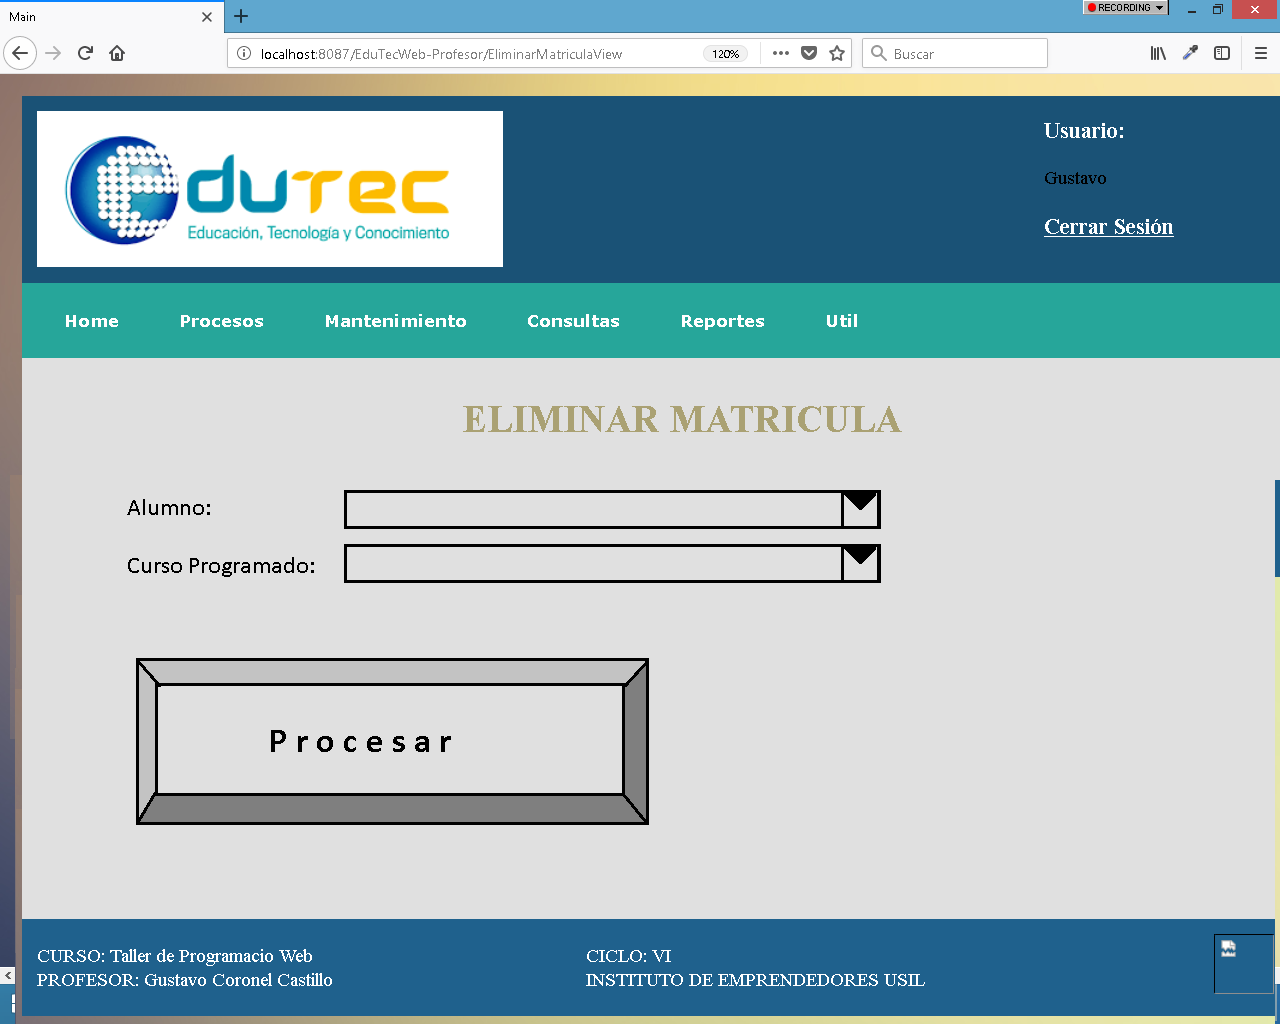 Main
RECORDING
localhost:8087/EduTecWeb-Profesor/EliminarMatriculaView
120%
Buscar
eduTec
Educación, Tecnología y Conocimiento
Usuario:
Gustavo
Cerrar Sesión
Home Procesos Mantenimiento Consultas Reportes Util
ELIMINAR MATRICULA
Alumno:
Curso Programado:
Procesar
CURSO: Taller de Programacio Web
PROFESOR: Gustavo Coronel Castillo
CICLO: VI
INSTITUTO DE EMPRENDEDORES USIL